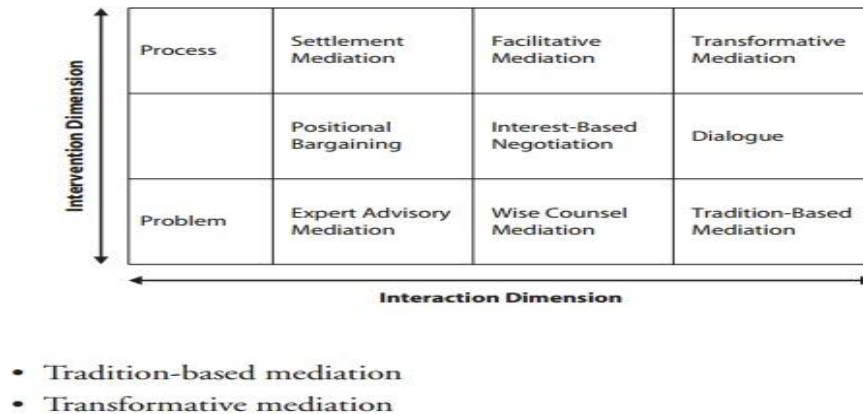 Intervention Dimension
Process
Settlement
Mediation
Facilitative
Mediation
Transformative
Mediation
Positional
Bargaining
Interest-Based
Negotiation
Dialogue
Problem
Expert Advisory
Mediation
Wise Counsel
Mediation
Tradition-Based
Mediation
Interaction Dimension
• Tradition-based mediation
• Transformative mediation